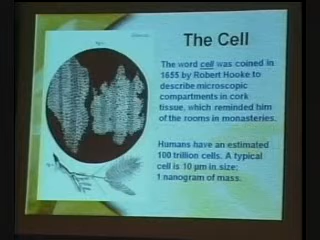 The Cell
The word cell was coined in
1655 by Robert Hooke to
describe microscopic
compartments in cork
tissue, which reminded him
of the rooms in monasteries.
Humans have an estimated
100 trillion cells. A typical
cell is 10 µm in size;
1 nanogram of mass.